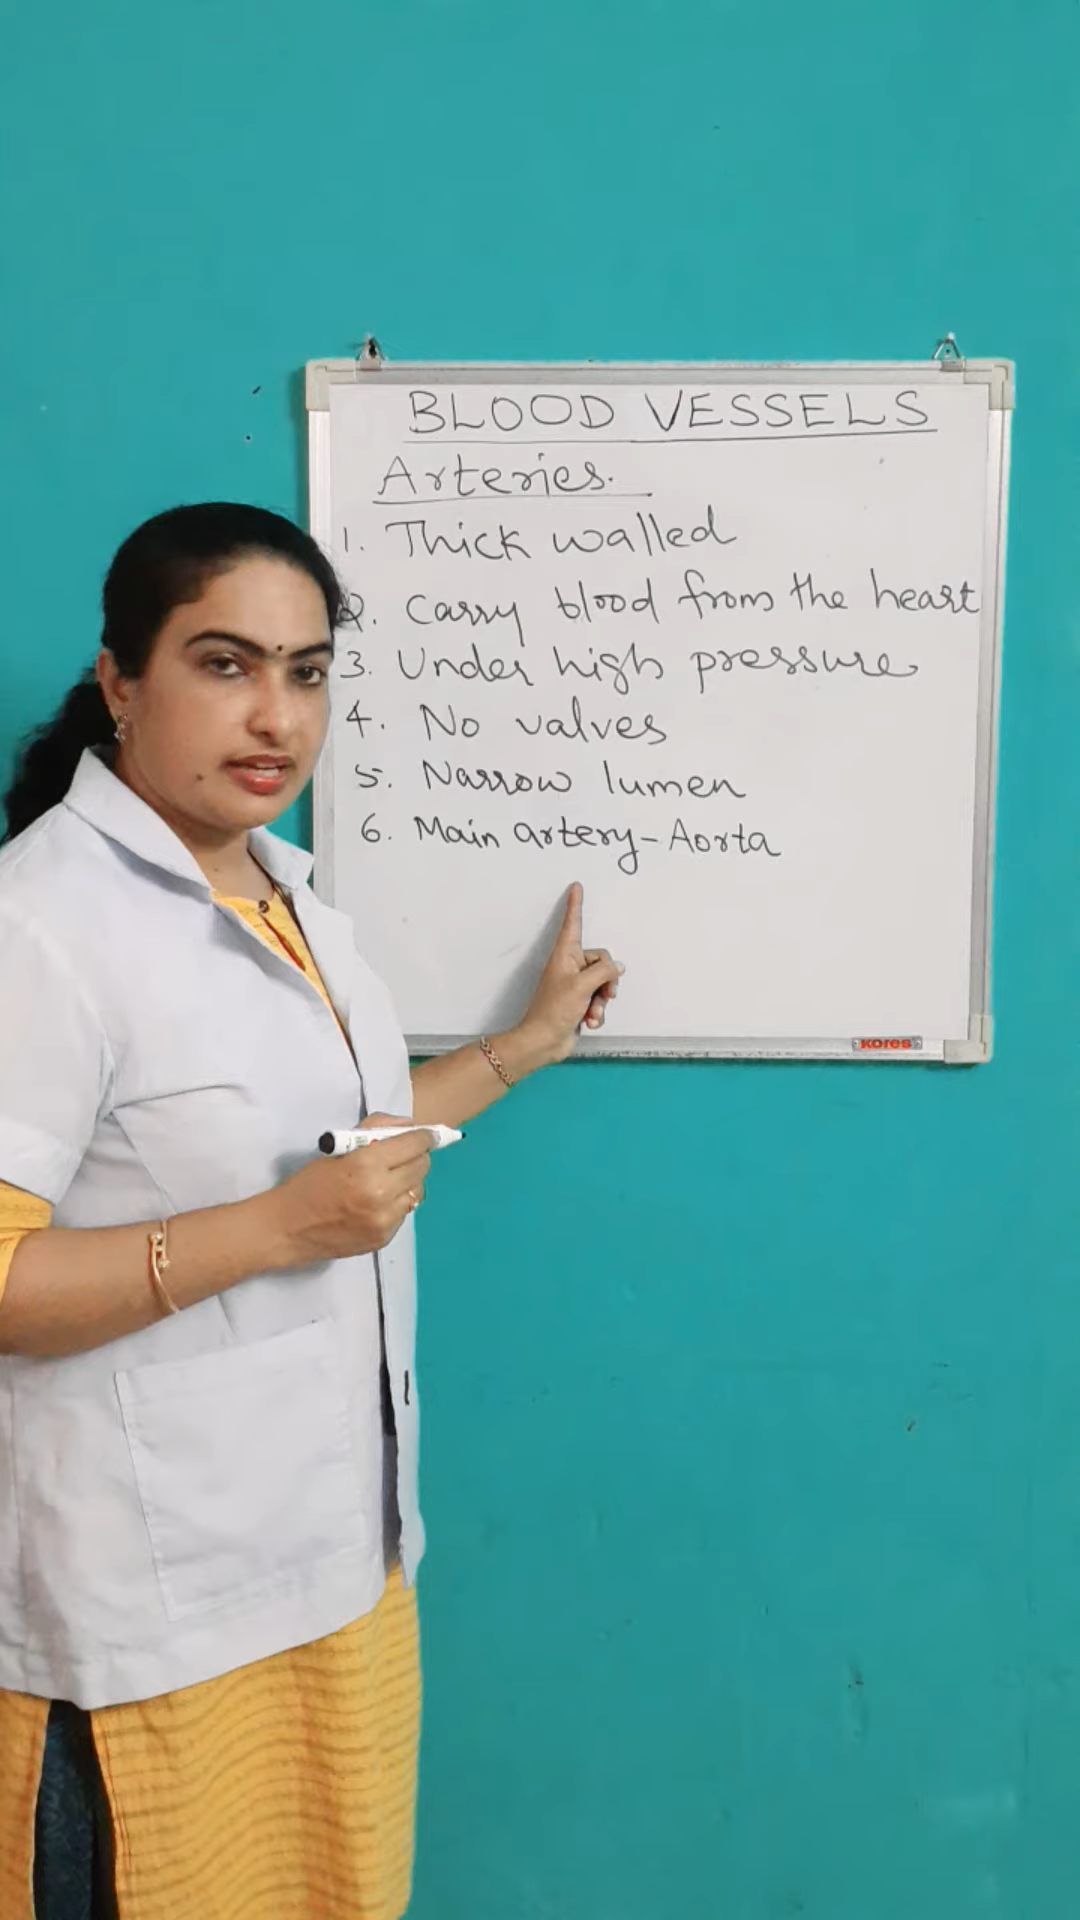 BLOOD VESSELS
Arteries.
1. Thick walled
2. Carry blood from the heart
3. Under high pressure
4. No valves
5. Narrow lumen
6. Main artery-Aorta
KORES